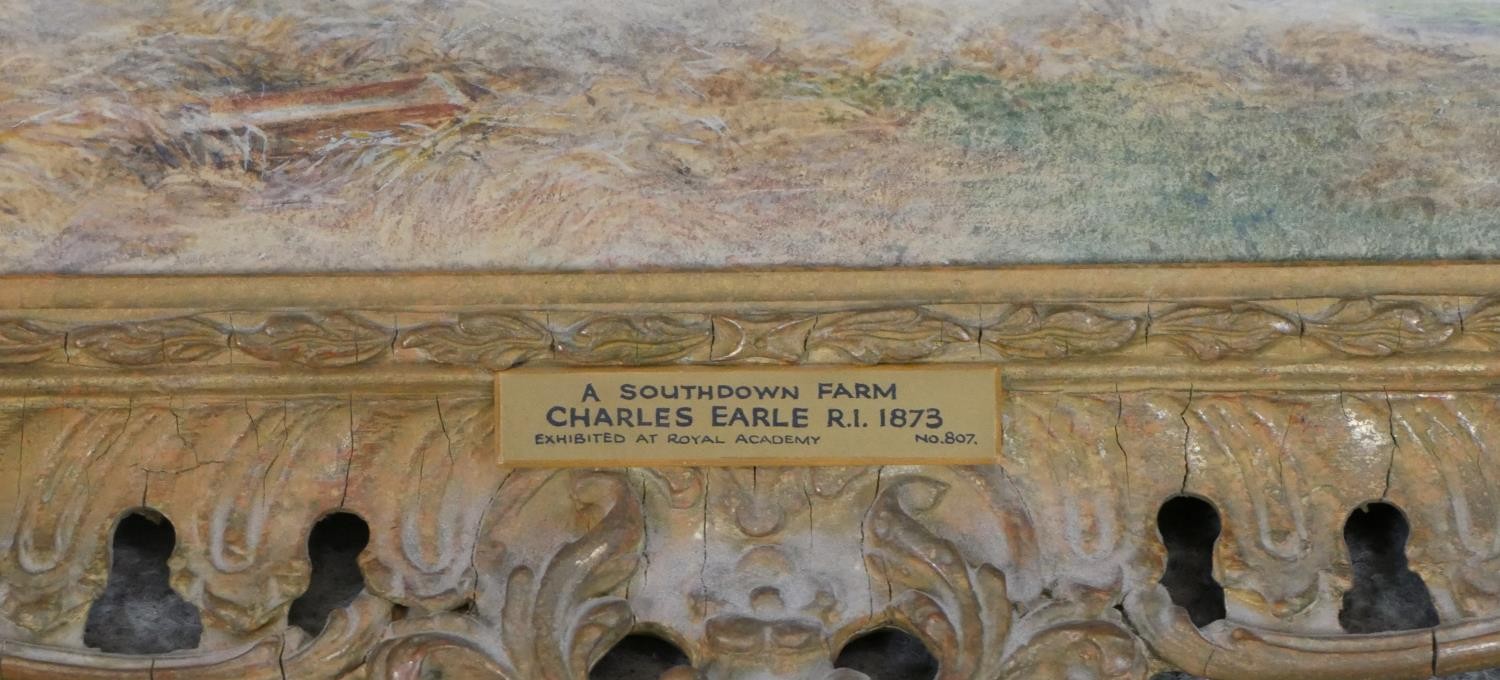 A SOUTHDOWN FARM
CHARLES EARLE R.I. 1873
EXHIBITED AT ROYAL ACADEMY NO.807.